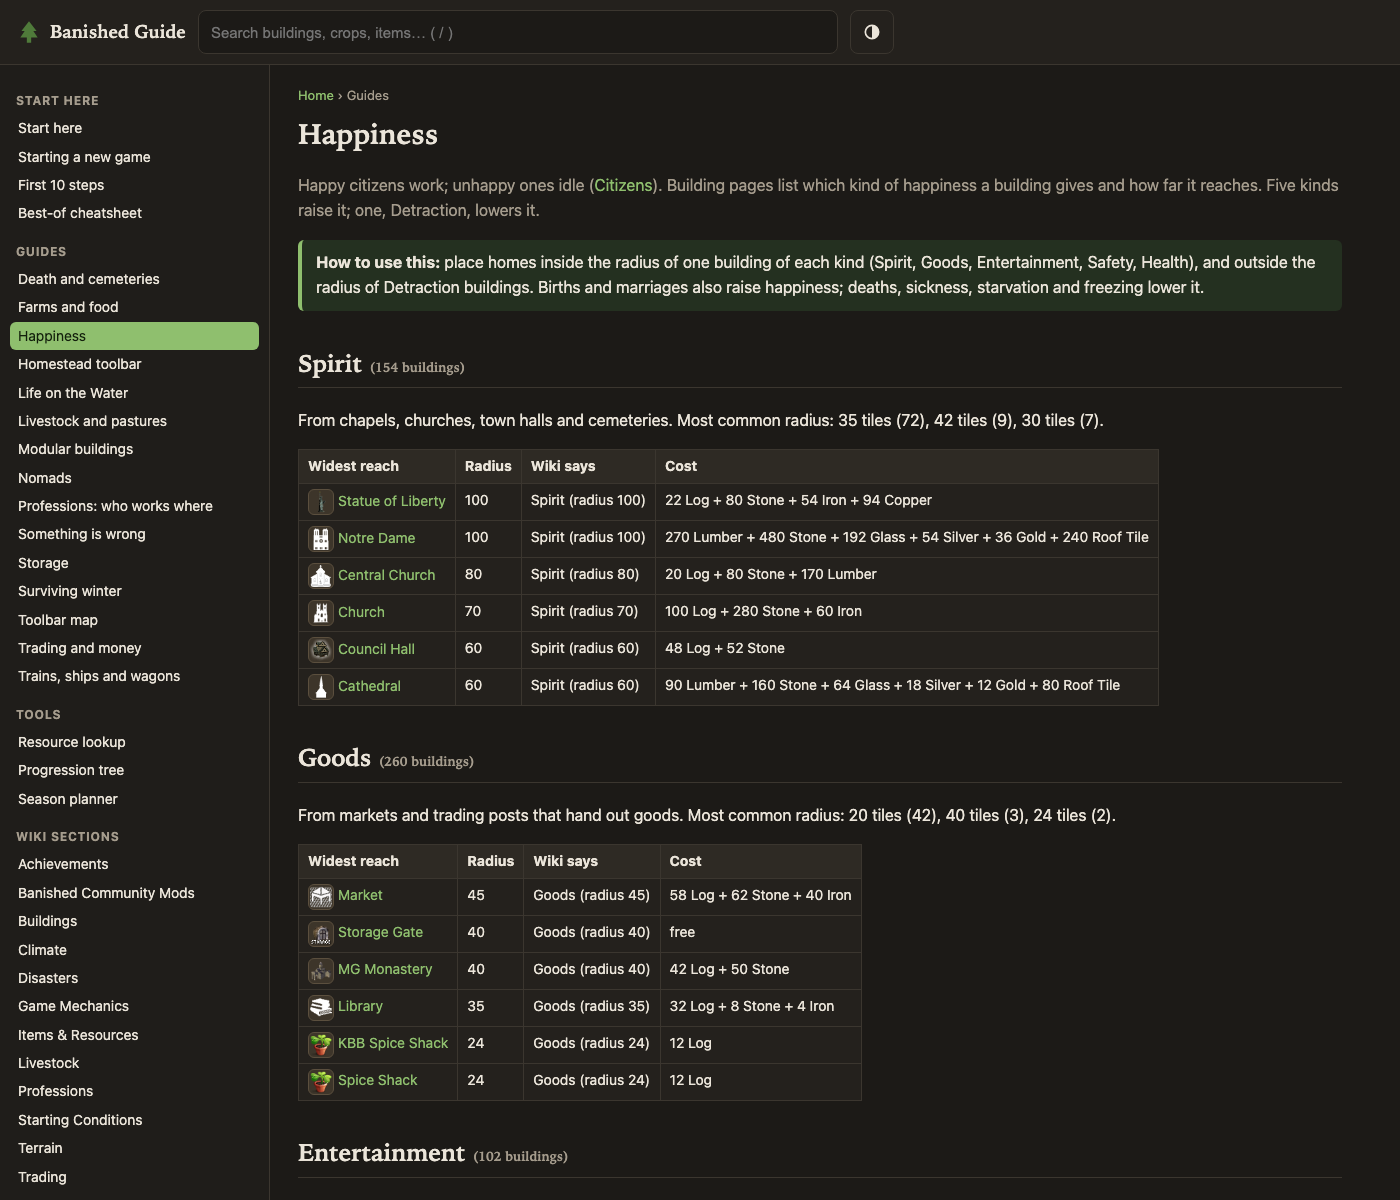 Banished Guide
Search buildings, crops, items… ( / )
START HERE
Start here
Starting a new game
First 10 steps
Best-of cheatsheet
GUIDES
Death and cemeteries
Farms and food
Happiness
Homestead toolbar
Life on the Water
Livestock and pastures
Modular buildings
Nomads
Professions: who works where
Something is wrong
Storage
Surviving winter
Toolbar map
Trading and money
Trains, ships and wagons
TOOLS
Resource lookup
Progression tree
Season planner
WIKI SECTIONS
Achievements
Banished Community Mods
Buildings
Climate
Disasters
Game Mechanics
Items & Resources
Livestock
Professions
Starting Conditions
Terrain
Trading
Home › Guides
Happiness
Happy citizens work; unhappy ones idle (Citizens). Building pages list which kind of happiness a building gives and how far it reaches. Five kinds
raise it; one, Detraction, lowers it.
How to use this: place homes inside the radius of one building of each kind (Spirit, Goods, Entertainment, Safety, Health), and outside the
radius of Detraction buildings. Births and marriages also raise happiness; deaths, sickness, starvation and freezing lower it.
Spirit (154 buildings)
From chapels, churches, town halls and cemeteries. Most common radius: 35 tiles (72), 42 tiles (9), 30 tiles (7).
Widest reach Radius Wiki says Cost
Statue of Liberty 100 Spirit (radius 100) 22 Log + 80 Stone + 54 Iron + 94 Copper
Notre Dame 100 Spirit (radius 100) 270 Lumber + 480 Stone + 192 Glass + 54 Silver + 36 Gold + 240 Roof Tile
Central Church 80 Spirit (radius 80) 20 Log + 80 Stone + 170 Lumber
Church 70 Spirit (radius 70) 100 Log + 280 Stone + 60 Iron
Council Hall 60 Spirit (radius 60) 48 Log + 52 Stone
Cathedral 60 Spirit (radius 60) 90 Lumber + 160 Stone + 64 Glass + 18 Silver + 12 Gold + 80 Roof Tile
Goods (260 buildings)
From markets and trading posts that hand out goods. Most common radius: 20 tiles (42), 40 tiles (3), 24 tiles (2).
Widest reach Radius Wiki says Cost
Market 45 Goods (radius 45) 58 Log + 62 Stone + 40 Iron
Storage Gate 40 Goods (radius 40) free
MG Monastery 40 Goods (radius 40) 42 Log + 50 Stone
Library 35 Goods (radius 35) 32 Log + 8 Stone + 4 Iron
KBB Spice Shack 24 Goods (radius 24) 12 Log
Spice Shack 24 Goods (radius 24) 12 Log
Entertainment (102 buildings)